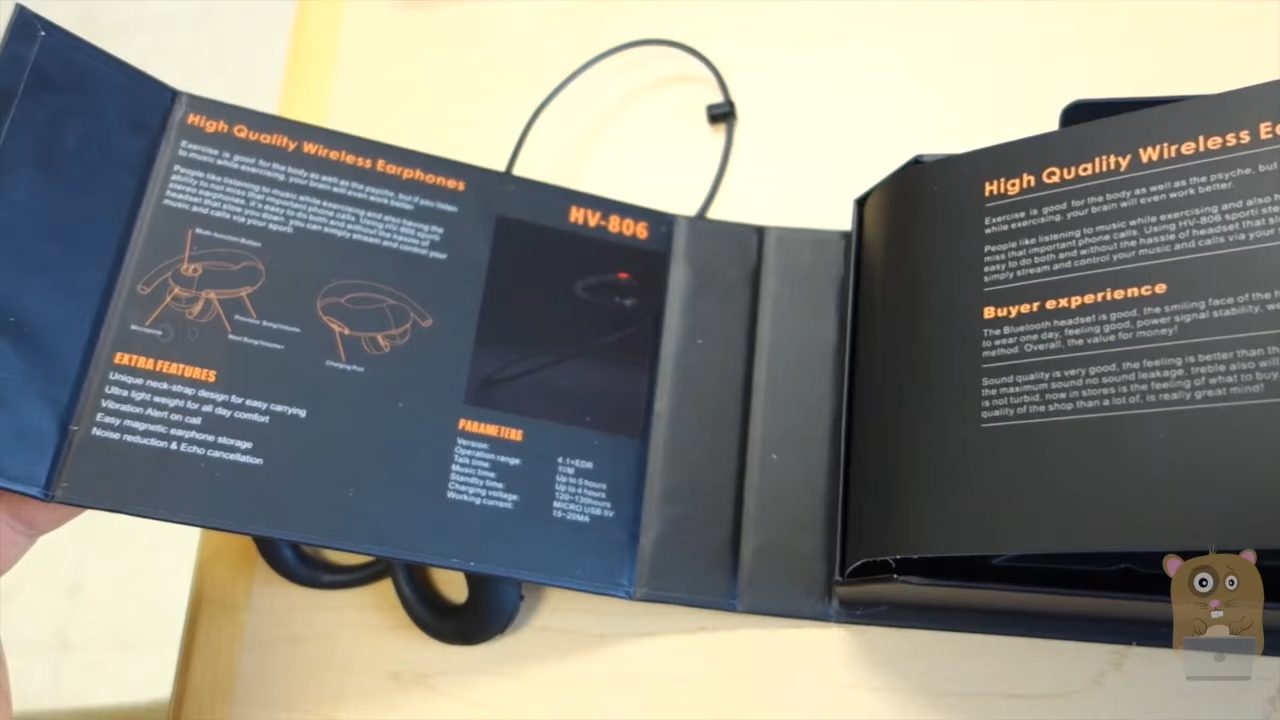 High Quality Wireless Earphones
Exercise is good for the body as well as the psyche, but if you listen
to music while exercising, your brain will even work better.
People like listening to music while exercising and also having the
ability to not miss that important phone calls. Using HV-806 sporti
stereo earphones, it's easy to do both and without the hassle of
headset that slow you down, you can simply stream and control your
music and calls via your sport.
HV-806
Multi-function Button
Previous Song/Volume-
Next Song/Volume+
Microphone
Charging Port
EXTRA FEATURES
Unique neck-strap design for easy carrying
Ultra light weight for all day comfort
Vibration Alert on call
Easy magnetic earphone storage
Noise reduction & Echo cancellation
PARAMETERS
Version: 4.1+EDR
Operation range: 10M
Talk time: Up to 5 hours
Music time: Up to 4 hours
Standby time: 120~130hours
Charging voltage: MICRO USB 5V
Working current: 15~20MA
High Quality Wireless Ea
Exercise is good for the body as well as the psyche, but
while exercising, your brain will even work better.
People like listening to music while exercising and also h
miss that important phone calls. Using HV-806 sporti ste
easy to do both and without the hassle of headset that s
simply stream and control your music and calls via your
Buyer experience
The Bluetooth headset is good, the smiling face of the
to wear one day, feeling good, power signal stability, we
method. Overall, the value for money!
Sound quality is very good, the feeling is better than th
the maximum sound no sound leakage, treble also will
is not turbid, now in stores is the feeling of what to buy
quality of the shop than a lot of, is really great mind!